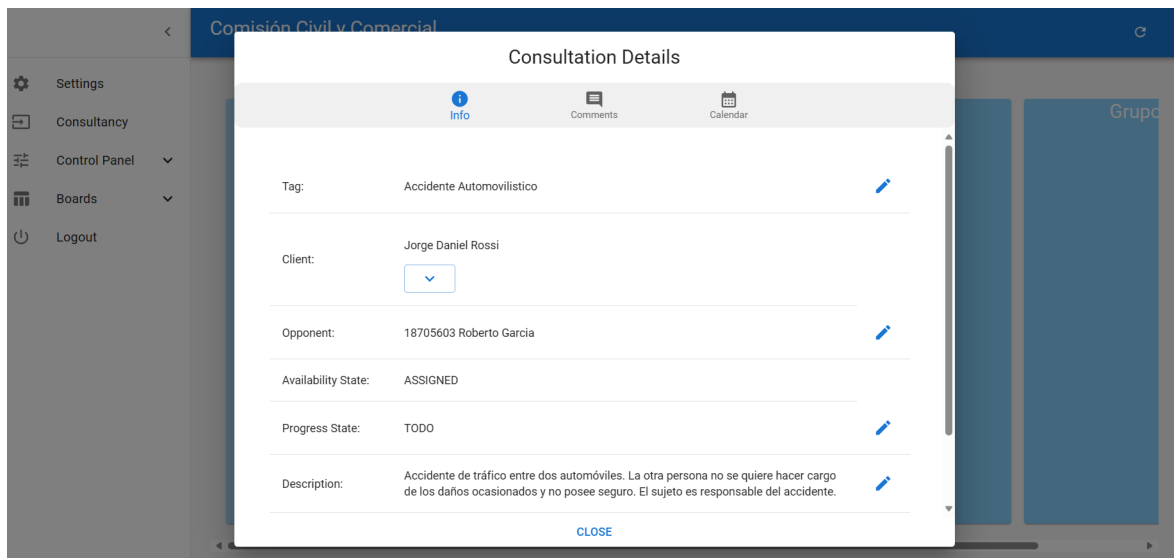 Comisión Civil y Comercial
Consultation Details
Settings
Consultancy
Control Panel
Boards
Logout
Info
Comments
Calendar
Grupo
Tag:
Accidente Automovilistico
Client:
Jorge Daniel Rossi
Opponent:
18705603 Roberto Garcia
Availability State:
ASSIGNED
Progress State:
TODO
Description:
Accidente de tráfico entre dos automóviles. La otra persona no se quiere hacer cargo
de los daños ocasionados y no posee seguro. El sujeto es responsable del accidente.
CLOSE